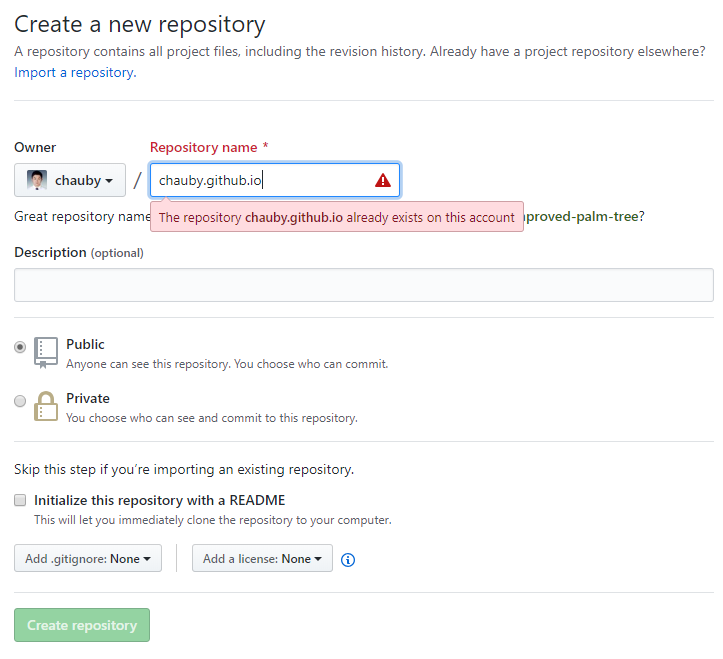 Create a new repository
A repository contains all project files, including the revision history. Already have a project repository elsewhere?
Import a repository.
Owner
Repository name *
chauby
/
chauby.github.io
Great repository name
The repository chauby.github.io already exists on this account
proved-palm-tree?
Description (optional)
Public
Anyone can see this repository. You choose who can commit.
Private
You choose who can see and commit to this repository.
Skip this step if you’re importing an existing repository.
Initialize this repository with a README
This will let you immediately clone the repository to your computer.
Add .gitignore: None
Add a license: None
Create repository